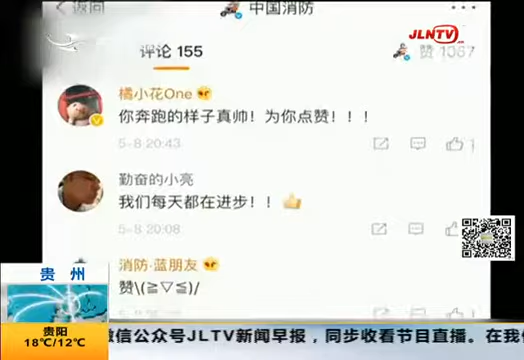 返回
中国消防
JLNTV
评论 155
赞 1067
橘小花One
你奔跑的样子真帅！为你点赞！！！
5-8 20:43
1
勤奋的小亮
我们每天都在进步！！
5-8 20:08
消防·蓝朋友
赞\(≧▽≦)/
贵 州
贵阳
18℃/12℃
微信公众号JLTV新闻早报，同步收看节目直播。在我们